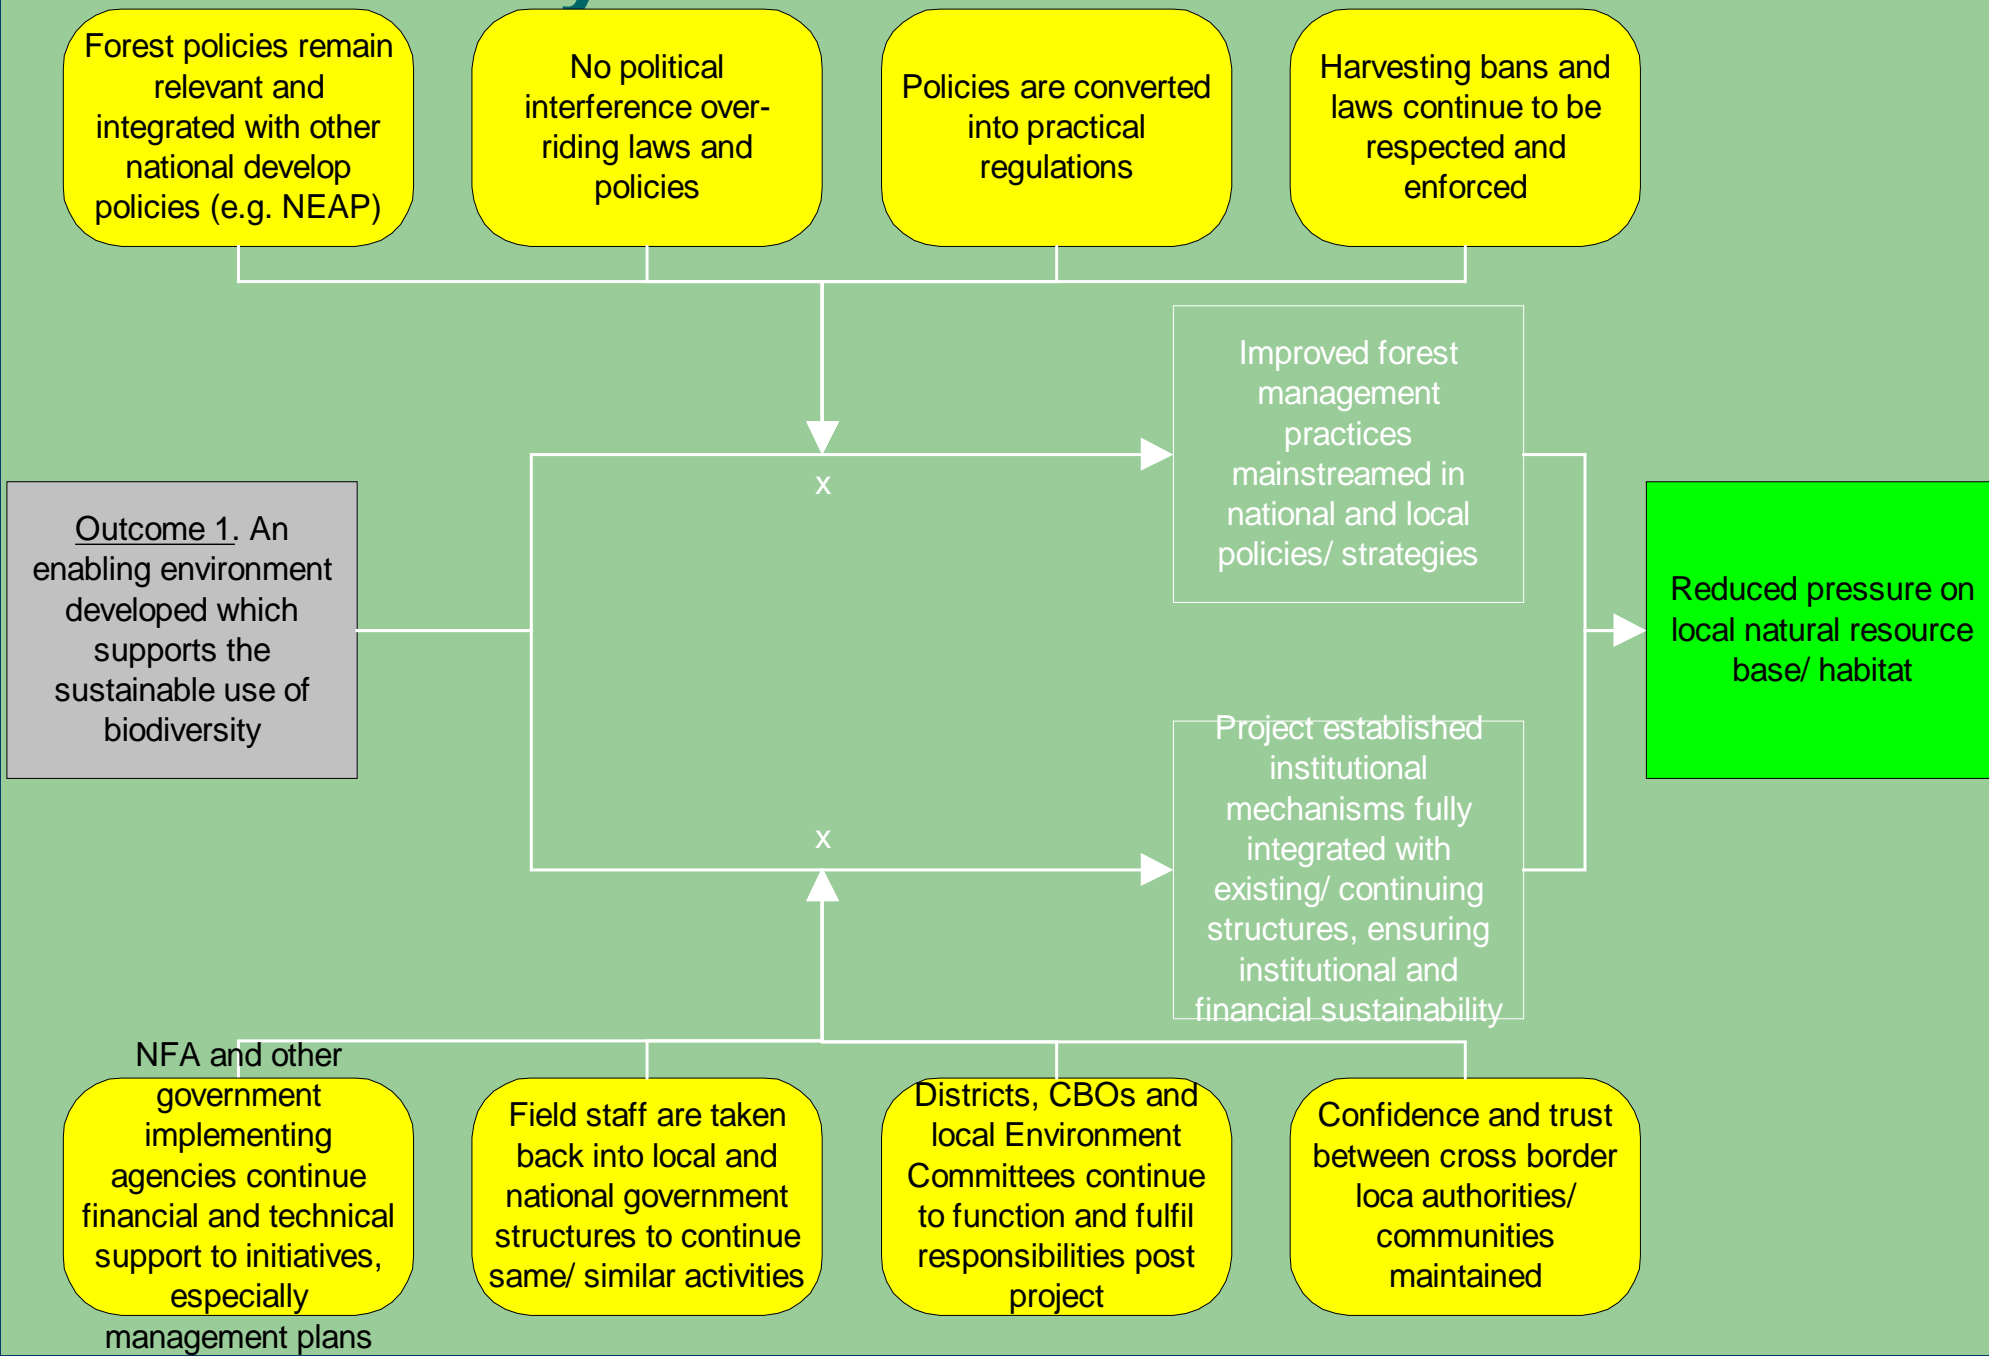 Forest policies remain
relevant and
integrated with other
national develop
policies (e.g. NEAP)
No political
interference over-
riding laws and
policies
Policies are converted
into practical
regulations
Harvesting bans and
laws continue to be
respected and
enforced
Improved forest
management
practices
mainstreamed in
national and local
policies/ strategies
x
Outcome 1. An
enabling environment
developed which
supports the
sustainable use of
biodiversity
Reduced pressure on
local natural resource
base/ habitat
Project established
institutional
mechanisms fully
integrated with
existing/ continuing
structures, ensuring
institutional and
financial sustainability
x
NFA and other
government
implementing
agencies continue
financial and technical
support to initiatives,
especially
management plans
Field staff are taken
back into local and
national government
structures to continue
same/ similar activities
Districts, CBOs and
local Environment
Committees continue
to function and fulfil
responsibilities post
project
Confidence and trust
between cross border
loca authorities/
communities
maintained